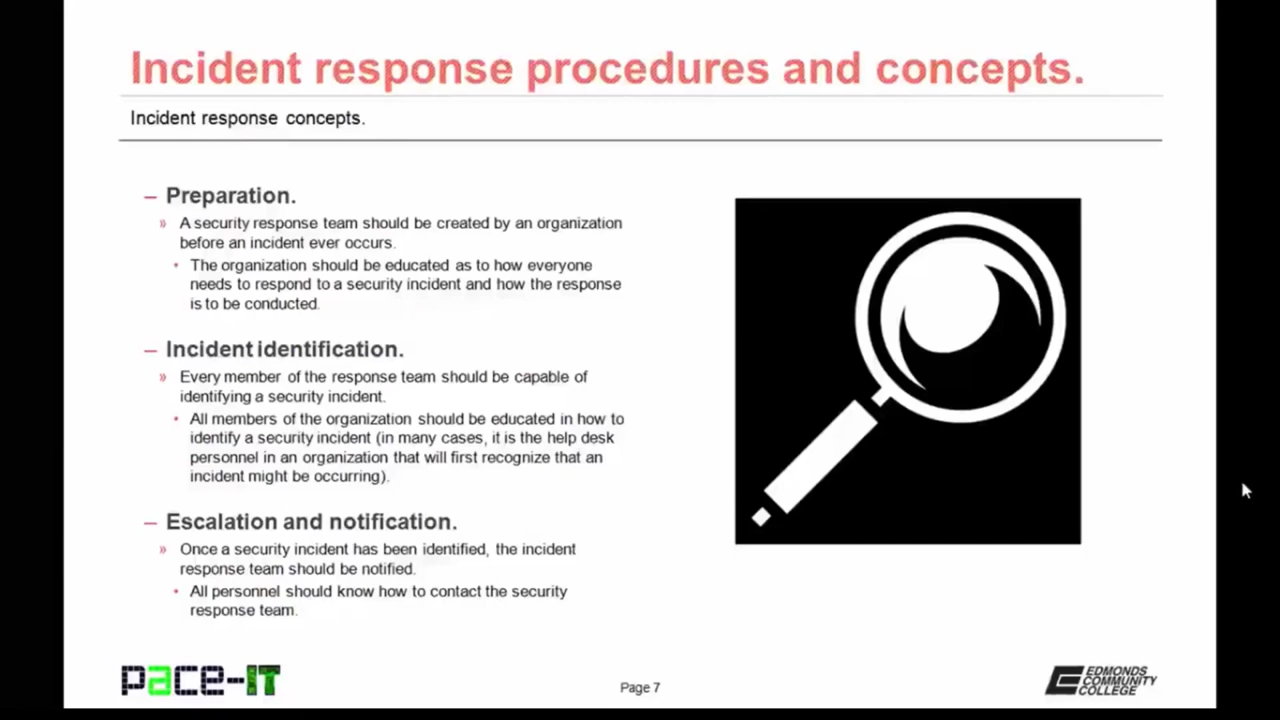 Incident response procedures and concepts.
Incident response concepts.
– Preparation.
» A security response team should be created by an organization
before an incident ever occurs.
• The organization should be educated as to how everyone
needs to respond to a security incident and how the response
is to be conducted.
– Incident identification.
» Every member of the response team should be capable of
identifying a security incident.
• All members of the organization should be educated in how to
identify a security incident (in many cases, it is the help desk
personnel in an organization that will first recognize that an
incident might be occurring).
– Escalation and notification.
» Once a security incident has been identified, the incident
response team should be notified.
• All personnel should know how to contact the security
response team.
pace-IT
Page 7
EDMONDS
COMMUNITY
COLLEGE